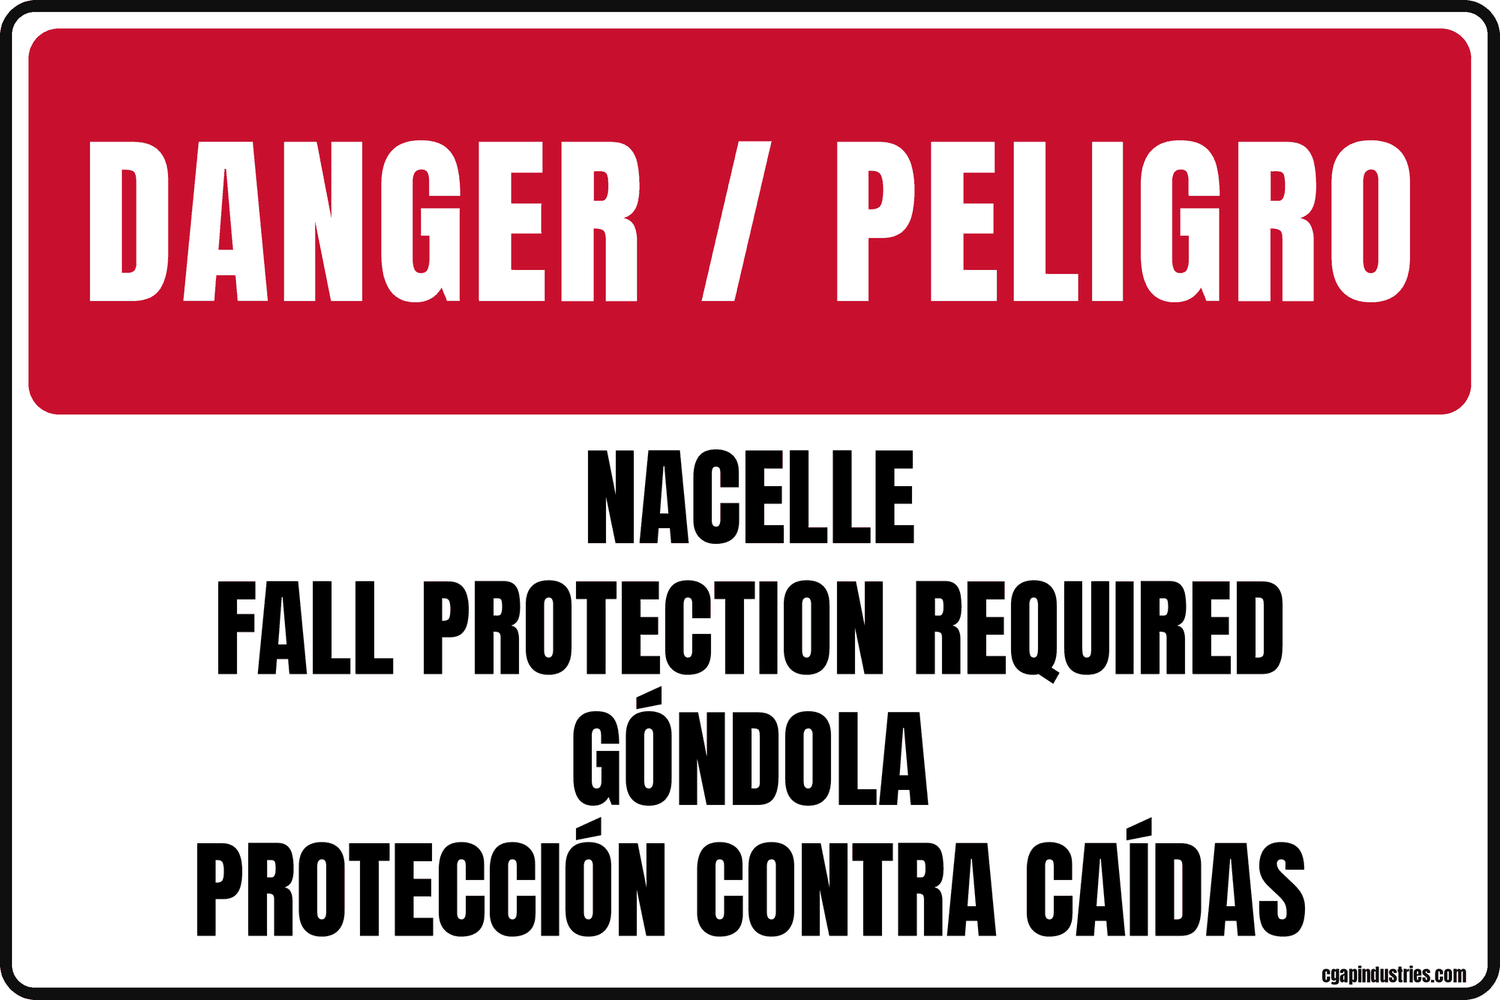 DANGER / PELIGRO
NACELLE
FALL PROTECTION REQUIRED
GÓNDOLA
PROTECCIÓN CONTRA CAÍDAS
cgapindustries.com